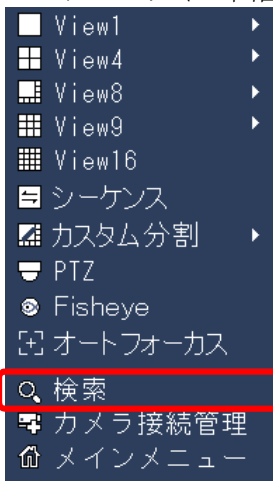 View1
View4
View8
View9
View16
シーケンス
カスタム分割
PTZ
Fisheye
オートフォーカス
検索
カメラ接続管理
メインメニュー